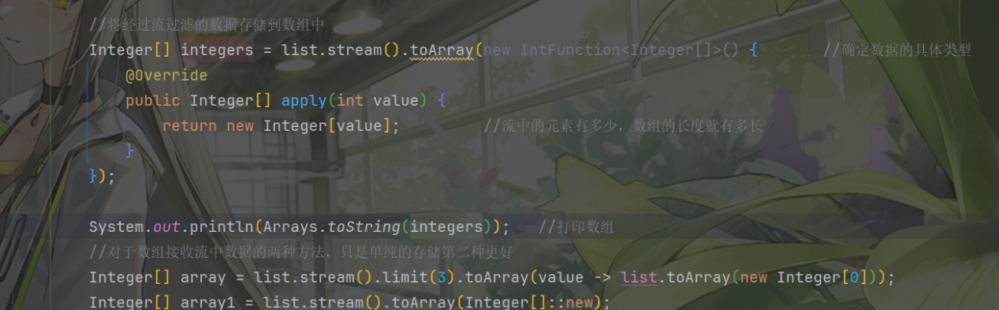 //将经过流过滤的数据存储到数组中
Integer[] integers = list.stream().toArray(new IntFunction<Integer[]>() { //确定数据的具体类型
@Override
public Integer[] apply(int value) {
return new Integer[value]; //流中的元素有多少，数组的长度就有多长
}
});
System.out.println(Arrays.toString(integers)); //打印数组
//对于数组接收流中数据的两种方法，只是单纯的存储第二种更好
Integer[] array = list.stream().limit(3).toArray(value -> list.toArray(new Integer[0]));
Integer[] array1 = list.stream().toArray(Integer[]::new);